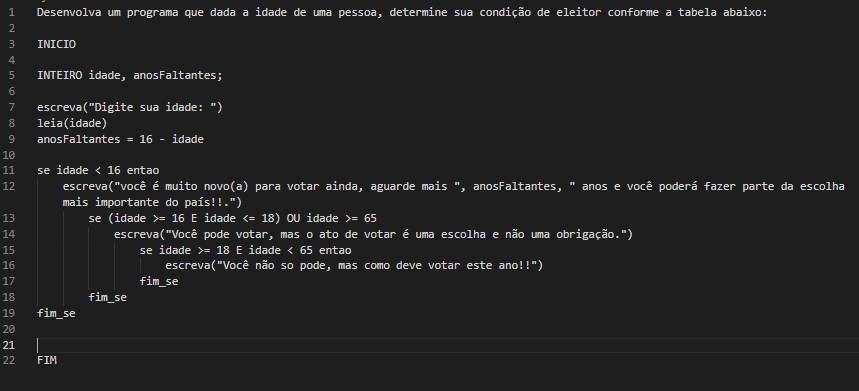 1 Desenvolva um programa que dada a idade de uma pessoa, determine sua condição de eleitor conforme a tabela abaixo:
2
3 INICIO
4
5 INTEIRO idade, anosFaltantes;
6
7 escreva("Digite sua idade: ")
8 leia(idade)
9 anosFaltantes = 16 - idade
10
11 se idade < 16 entao
12 escreva("você é muito novo(a) para votar ainda, aguarde mais ", anosFaltantes, " anos e você poderá fazer parte da escolha
mais importante do país!!.")
13 se (idade >= 16 E idade <= 18) OU idade >= 65
14 escreva("Você pode votar, mas o ato de votar é uma escolha e não uma obrigação.")
15 se idade >= 18 E idade < 65 entao
16 escreva("Você não so pode, mas como deve votar este ano!!")
17 fim_se
18 fim_se
19 fim_se
20
21
22 FIM